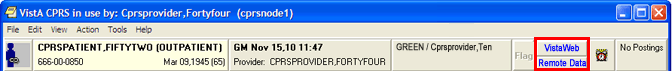 VistA CPRS in use by: Cprsprovider,Fortyfour (cprsnode1)
File Edit View Action Tools Help
CPRSPATIENT,FIFTYTWO (OUTPATIENT)
666-00-0850 Mar 09,1945 (65)
GM Nov 15,10 11:47
Provider: CPRSPROVIDER,FORTYFOUR
GREEN / Cprsprovider,Ten
Flag
VistaWeb
Remote Data
No Postings